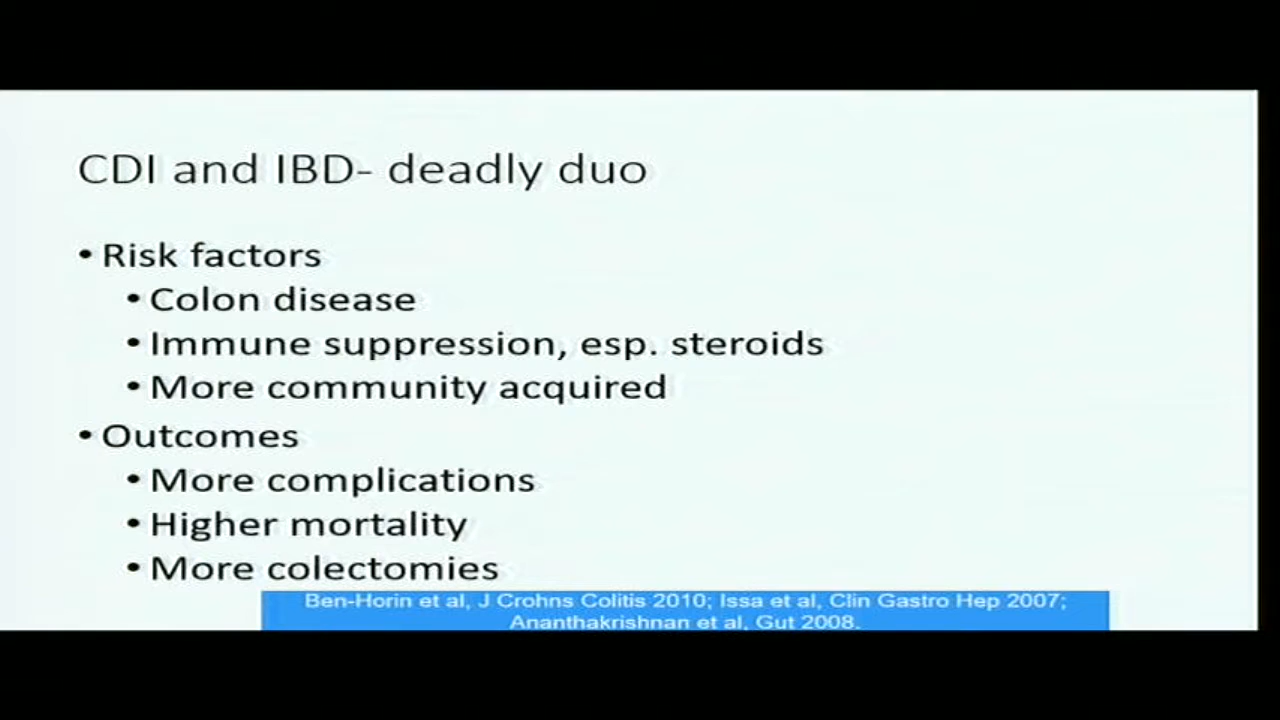 CDI and IBD- deadly duo
• Risk factors
• Colon disease
• Immune suppression, esp. steroids
• More community acquired
• Outcomes
• More complications
• Higher mortality
• More colectomies
Ben-Horin et al, J Crohns Colitis 2010; Issa et al, Clin Gastro Hep 2007;
Ananthakrishnan et al, Gut 2008.